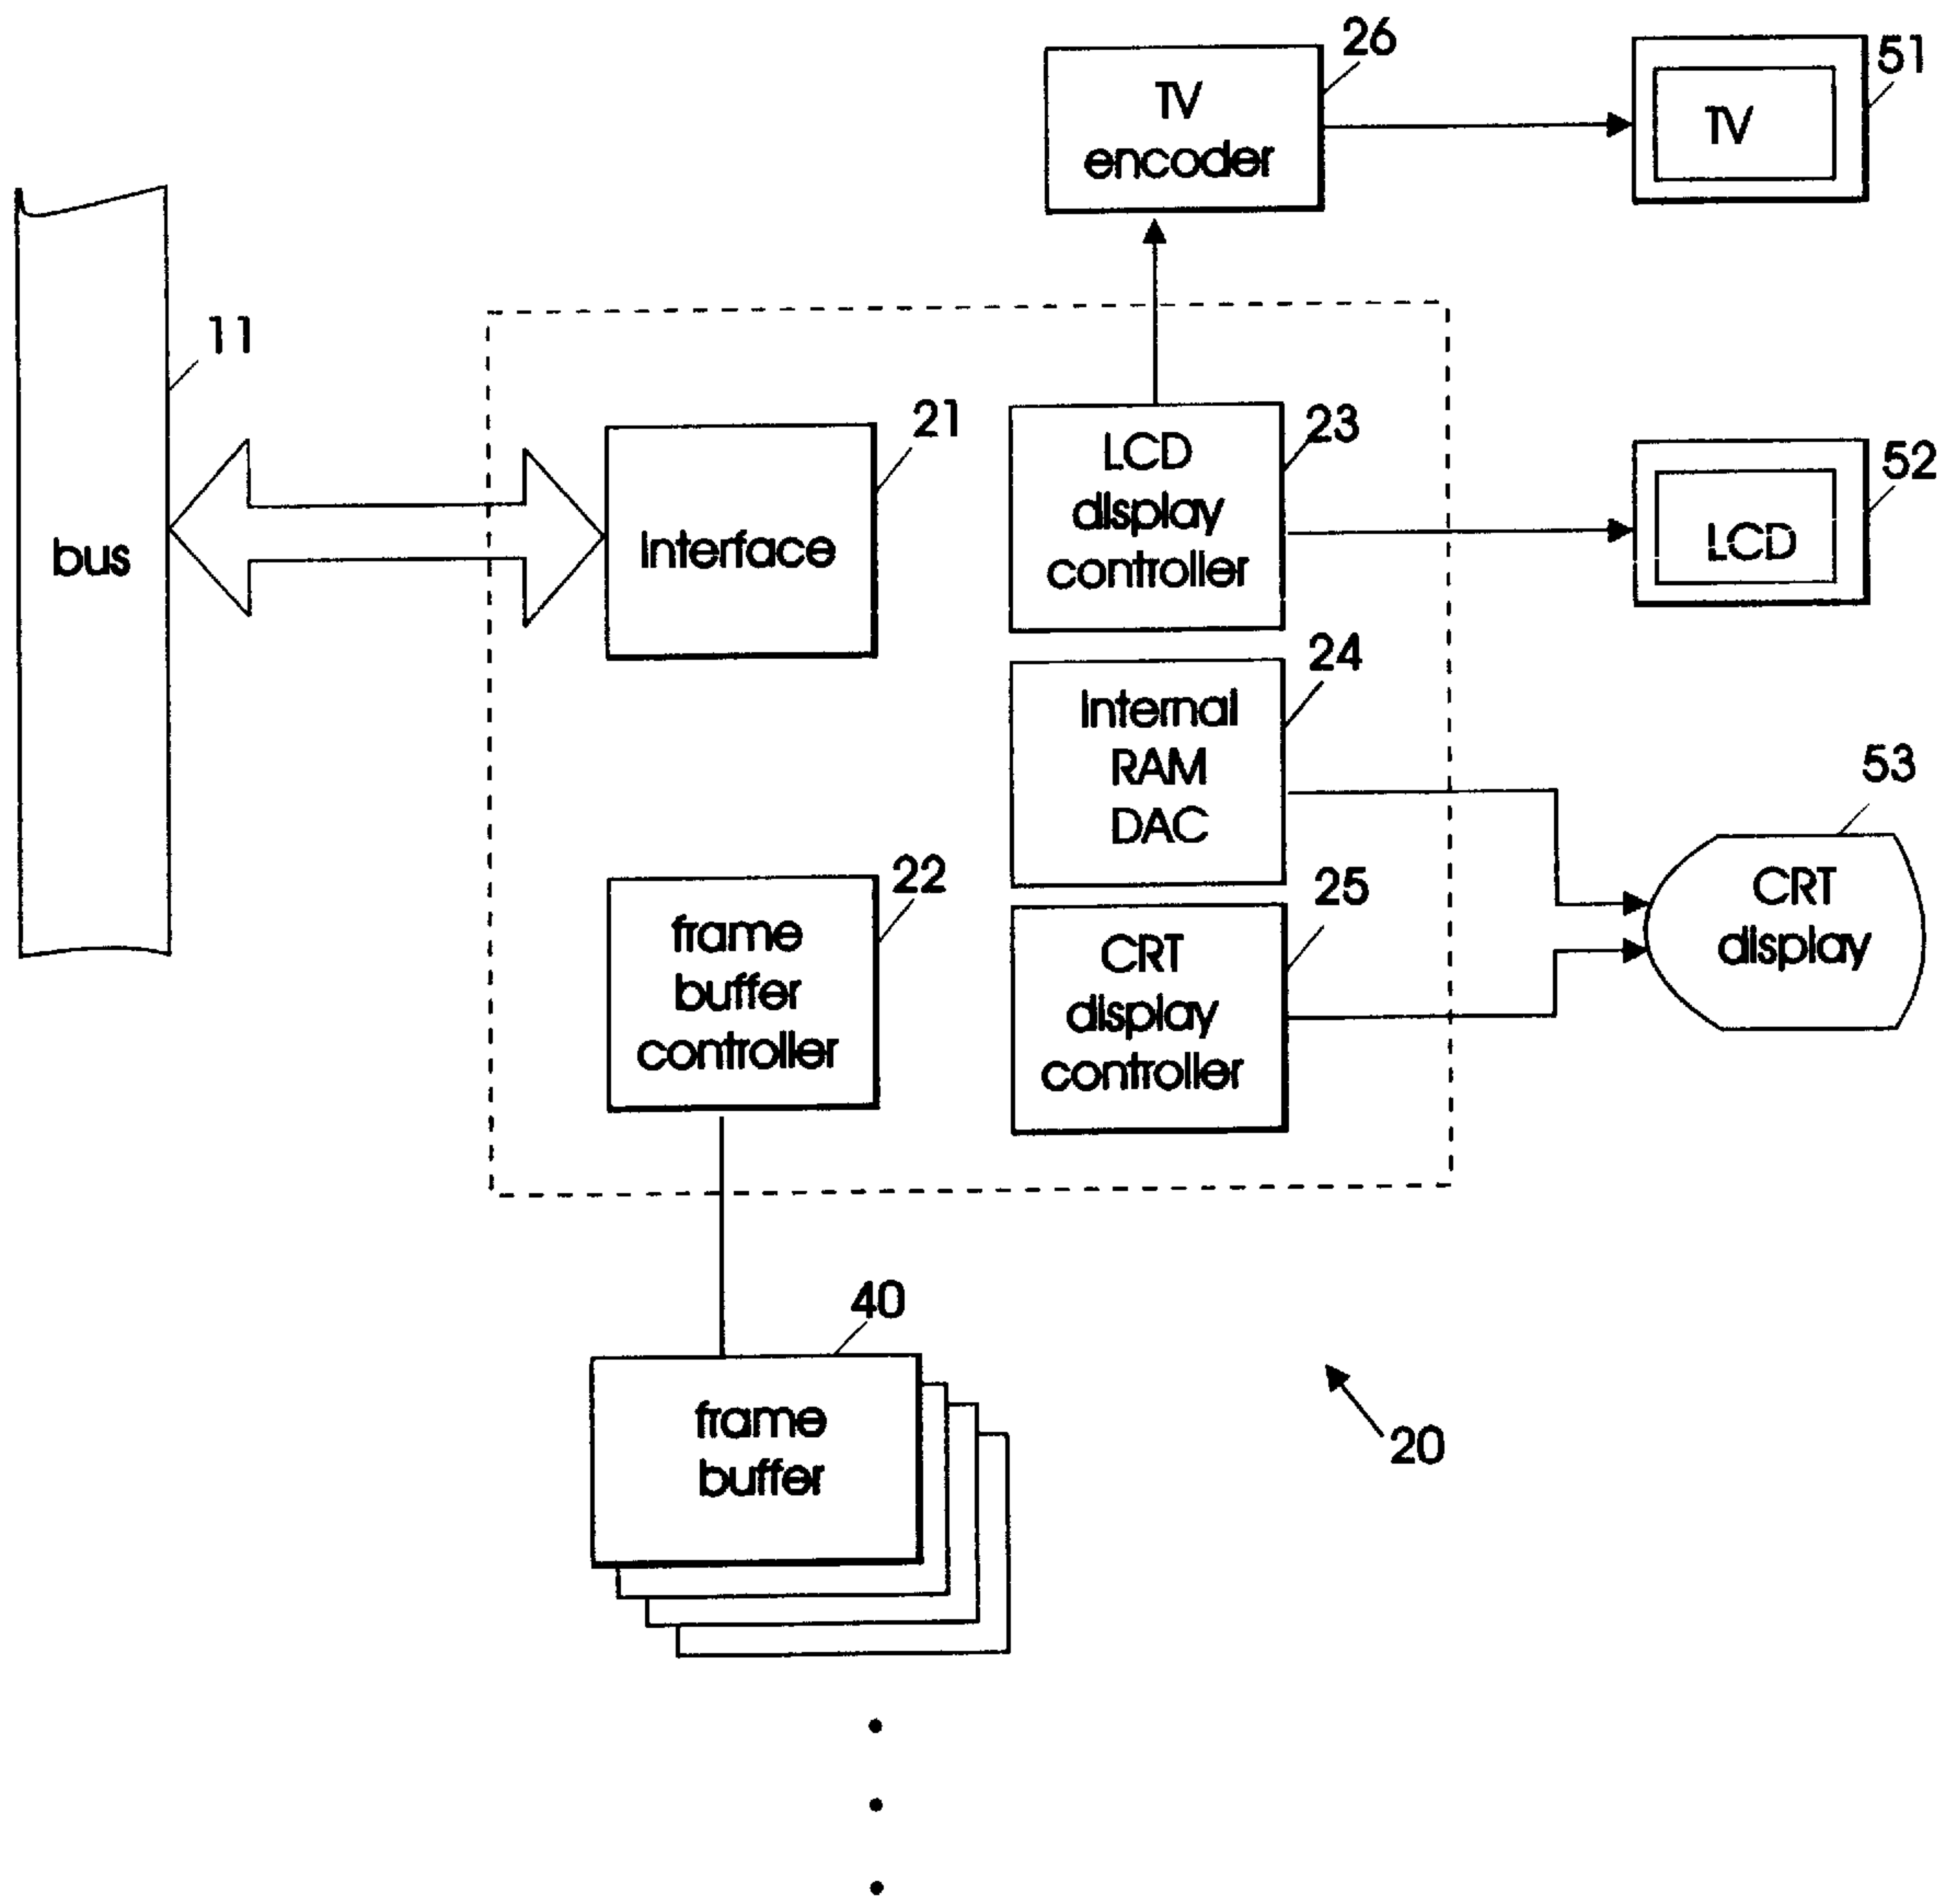 26
51
TV
encoder
TV
11
21
23
52
bus
Interface
LCD
display
controller
LCD
24
Internal
RAM
DAC
53
22
25
CRT
display
frame
buffer
controller
CRT
display
controller
40
frame
buffer
20